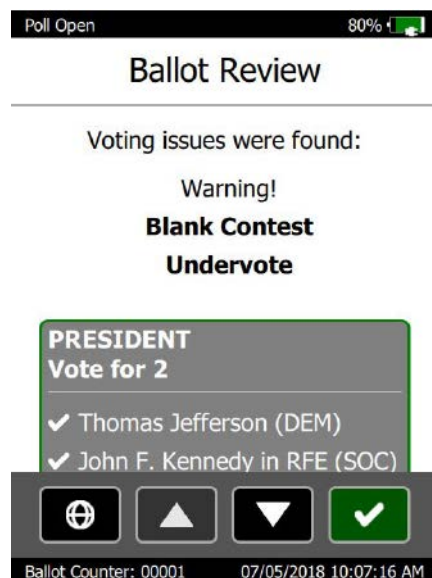 Poll Open 80%
Ballot Review
Voting issues were found:
Warning!
Blank Contest
Undervote
PRESIDENT
Vote for 2
Thomas Jefferson (DEM)
John F. Kennedy in RFE (SOC)
Ballot Counter: 00001 07/05/2018 10:07:16 AM